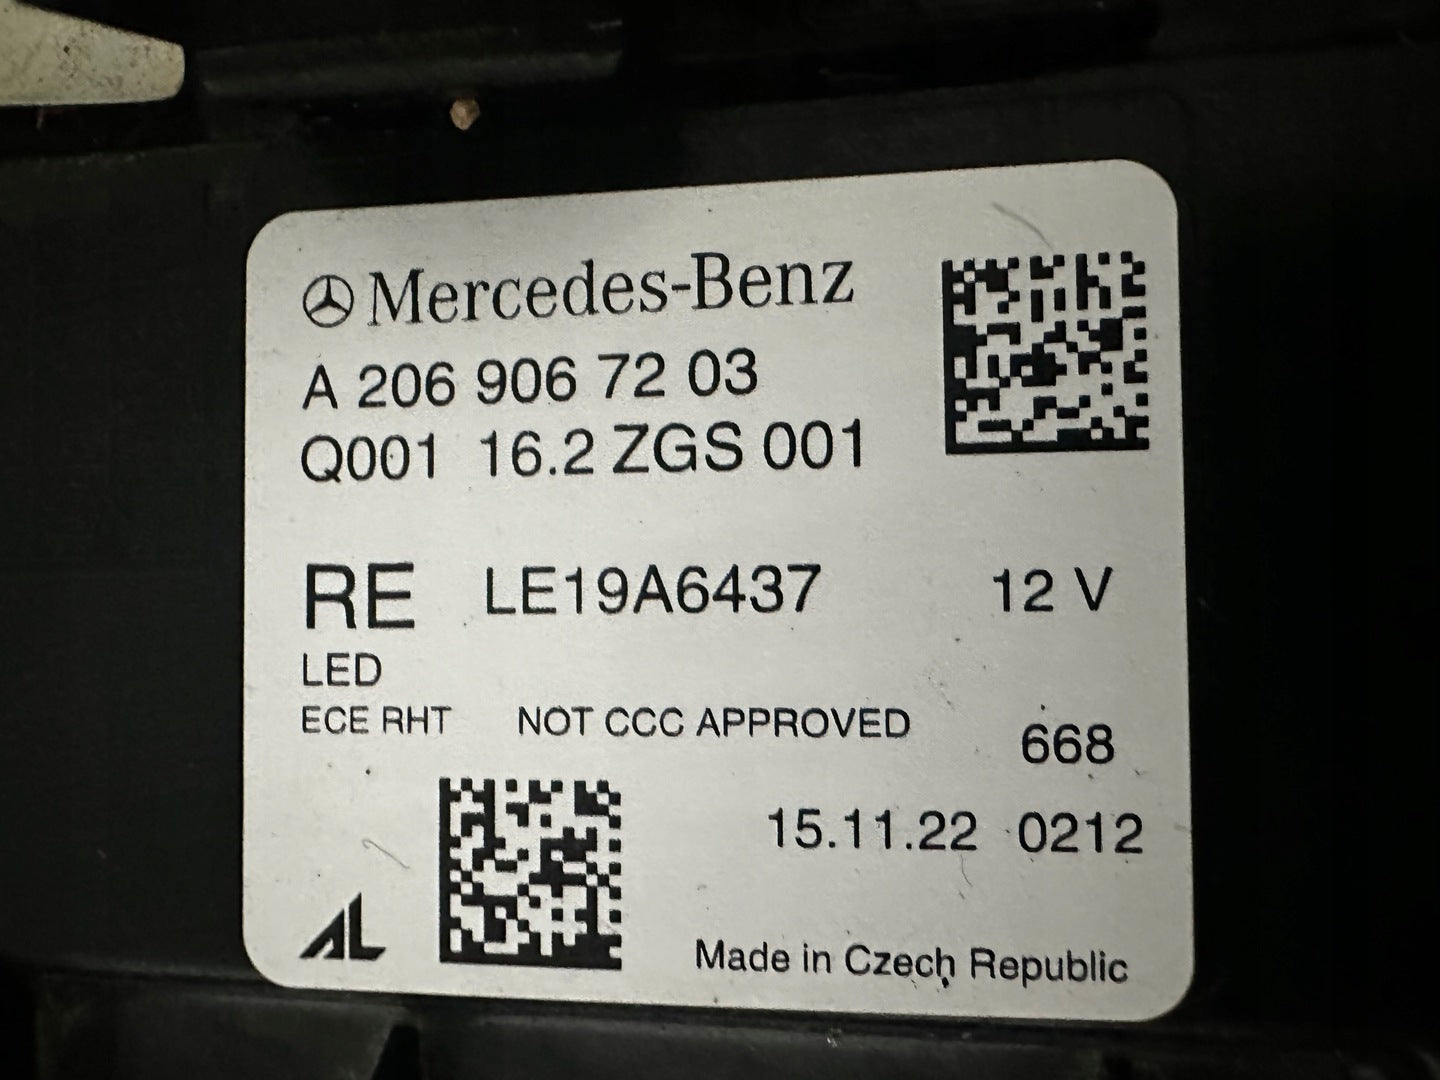 Mercedes-Benz
A 206 906 72 03
Q001 16.2 ZGS 001
RE LE19A6437 12 V
LED
ECE RHT NOT CCC APPROVED
668
15.11.22 0212
AL
Made in Czech Republic